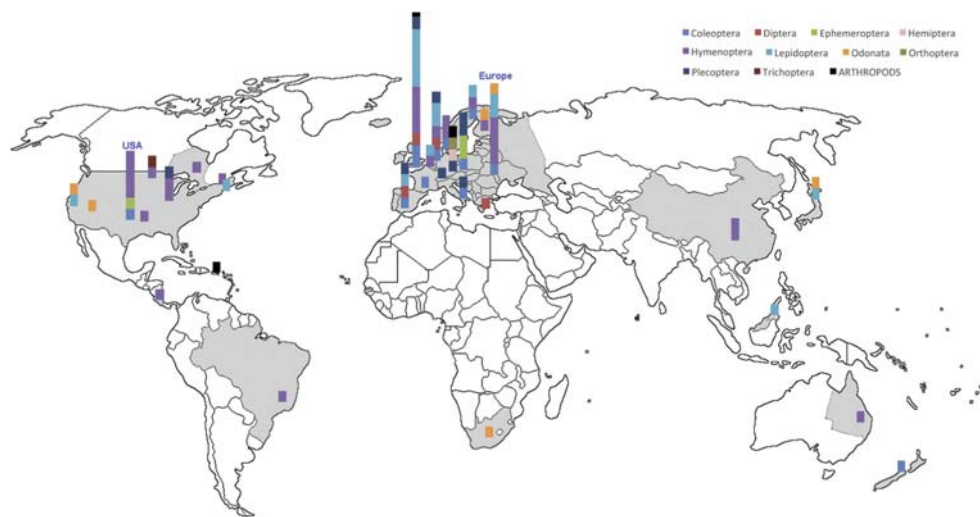 Coleoptera Diptera Ephemeroptera Hemiptera
Hymenoptera Lepidoptera Odonata Orthoptera
Plecoptera Trichoptera ARTHROPODS
Europe
USA